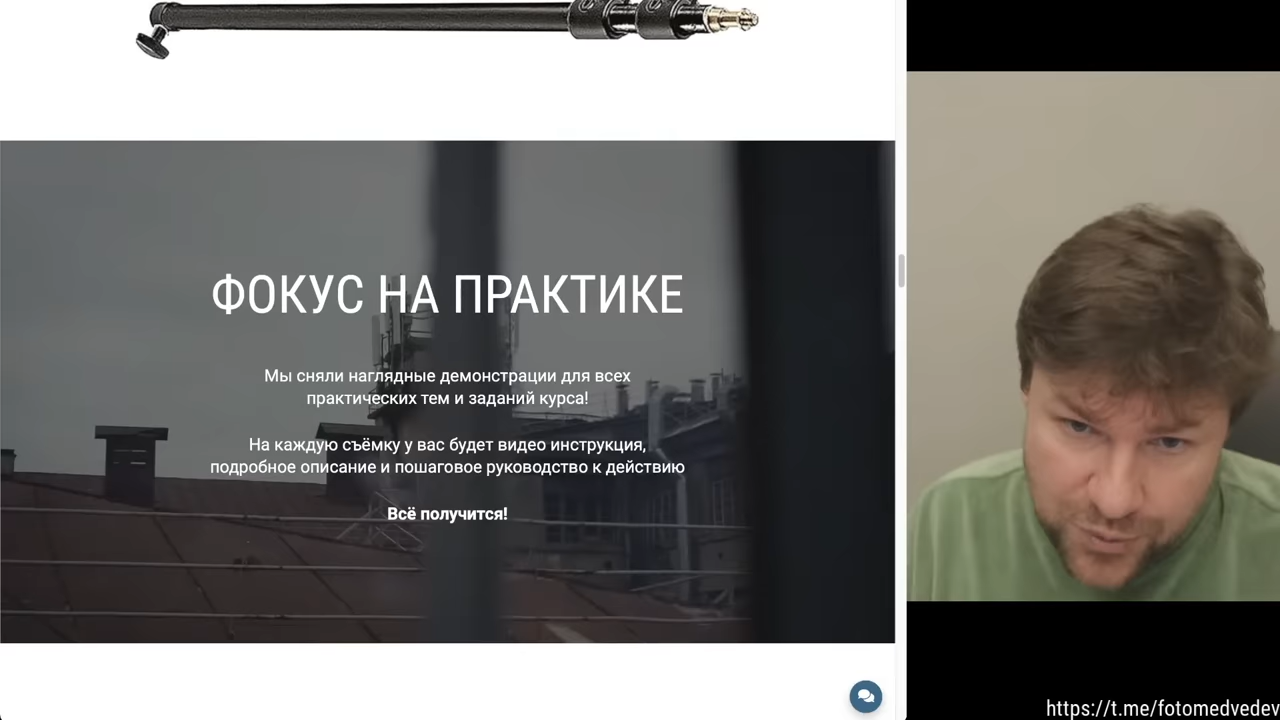 ФОКУС НА ПРАКТИКЕ
Мы сняли наглядные демонстрации для всех
практических тем и заданий курса!
На каждую съёмку у вас будет видео инструкция,
подробное описание и пошаговое руководство к действию
Всё получится!
https://t.me/fotomedvedev